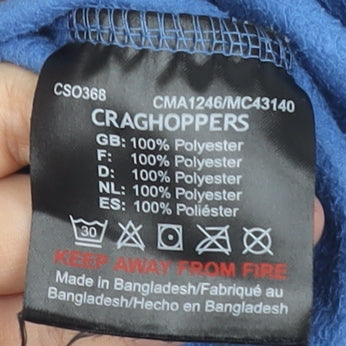 CSO368 CMA1246/MC43140
CRAGHOPPERS
GB: 100% Polyester
F: 100% Polyester
D: 100% Polyester
NL: 100% Polyester
ES: 100% Poliéster
30
KEEP AWAY FROM FIRE
Made in Bangladesh/Fabriqué au
Bangladesh/Hecho en Bangladesh